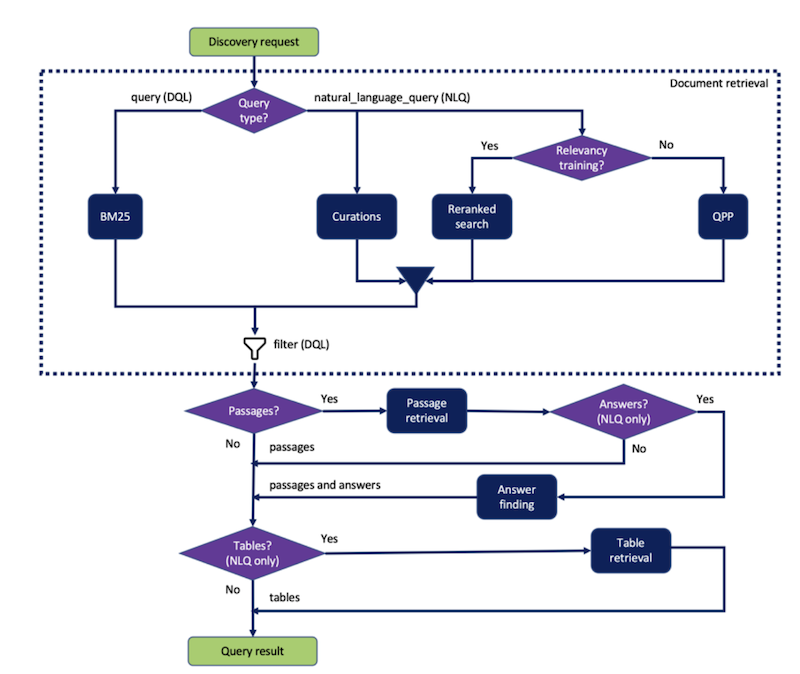 Discovery request
Document retrieval
query (DQL)
Query
type?
natural_language_query (NLQ)
Yes
Relevancy
training?
No
BM25
Curations
Reranked
search
QPP
filter (DQL)
Passages?
Yes
Passage
retrieval
Answers?
(NLQ only)
Yes
No
passages
No
passages and answers
Answer
finding
Tables?
(NLQ only)
Yes
Table
retrieval
No
tables
Query result